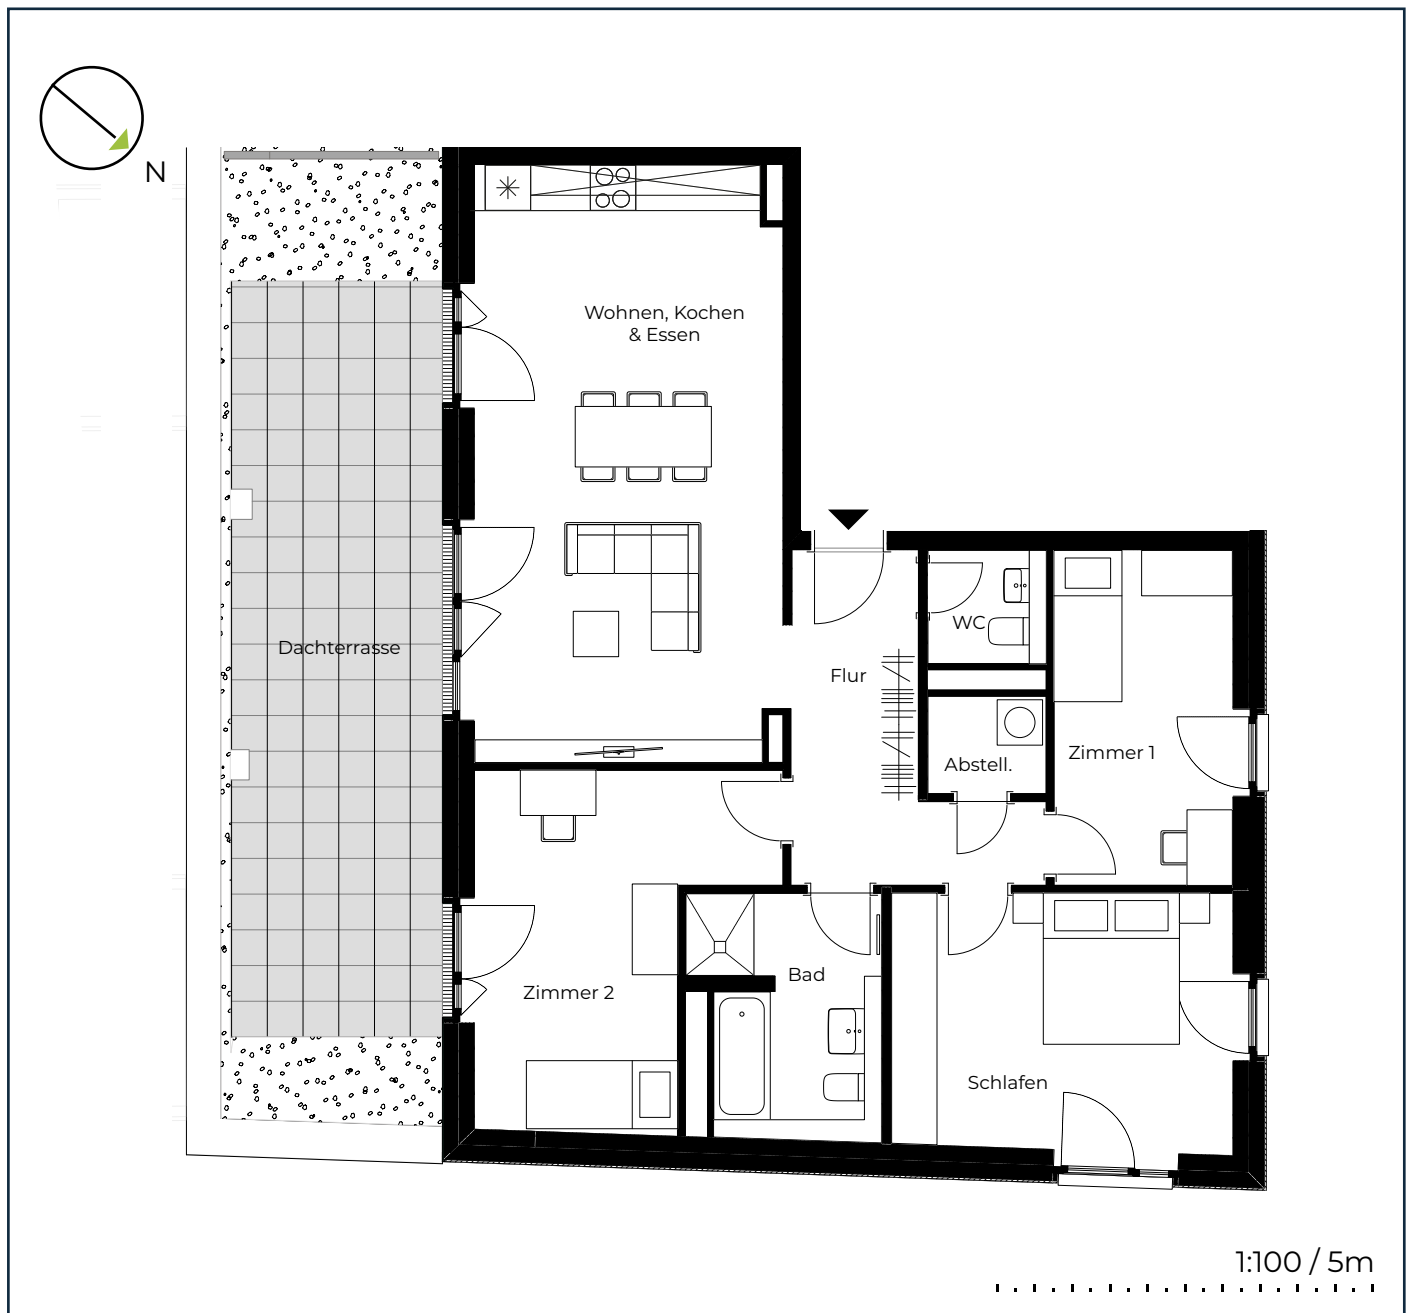 N
Wohnen, Kochen
& Essen
Dachterrasse
WC
Flur
Abstell.
Zimmer 1
Bad
Zimmer 2
Schlafen
1:100 / 5m